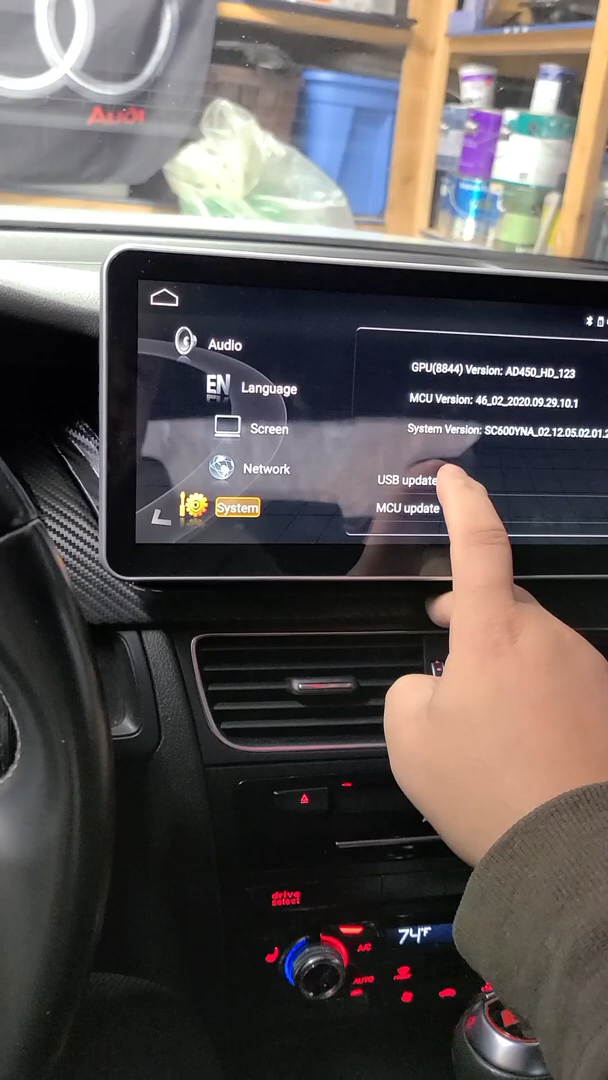 Audi
Audio
EN
Language
Screen
Network
System
GPU(8844) Version: AD450_HD_123
MCU Version: 46_02_2020.09.29.10.1
System Version: SC600YNA_02.12.05.02.01.2
USB update
MCU update
drive
select
A/C
74°F
AUTO